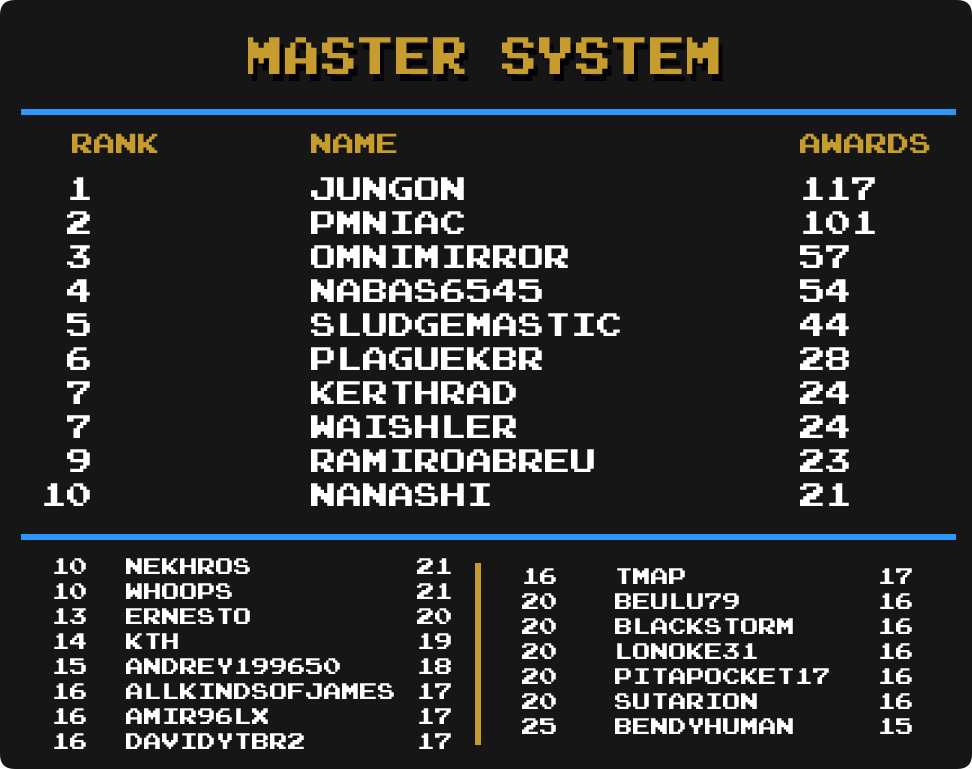 MASTER SYSTEM
RANK NAME AWARDS
1 JUNGON 117
2 PMNIAC 101
3 OMNIMIRROR 57
4 NABAS6545 54
5 SLUDGEMASTIC 44
6 PLAGUEKBR 28
7 KERTHRAD 24
7 WAISHLER 24
9 RAMIROABREU 23
10 NANASHI 21
10 NEKHROS 21
10 WHOOPS 21
13 ERNESTO 20
14 KTH 19
15 ANDREY199650 18
16 ALLKINDSOFJAMES 17
16 AMIR96LX 17
16 DAVIDYTBR2 17
16 TMAP 17
20 BEULU79 16
20 BLACKSTORM 16
20 LONOKE31 16
20 PITAPOCKET17 16
20 SUTARION 16
25 BENDYHUMAN 15